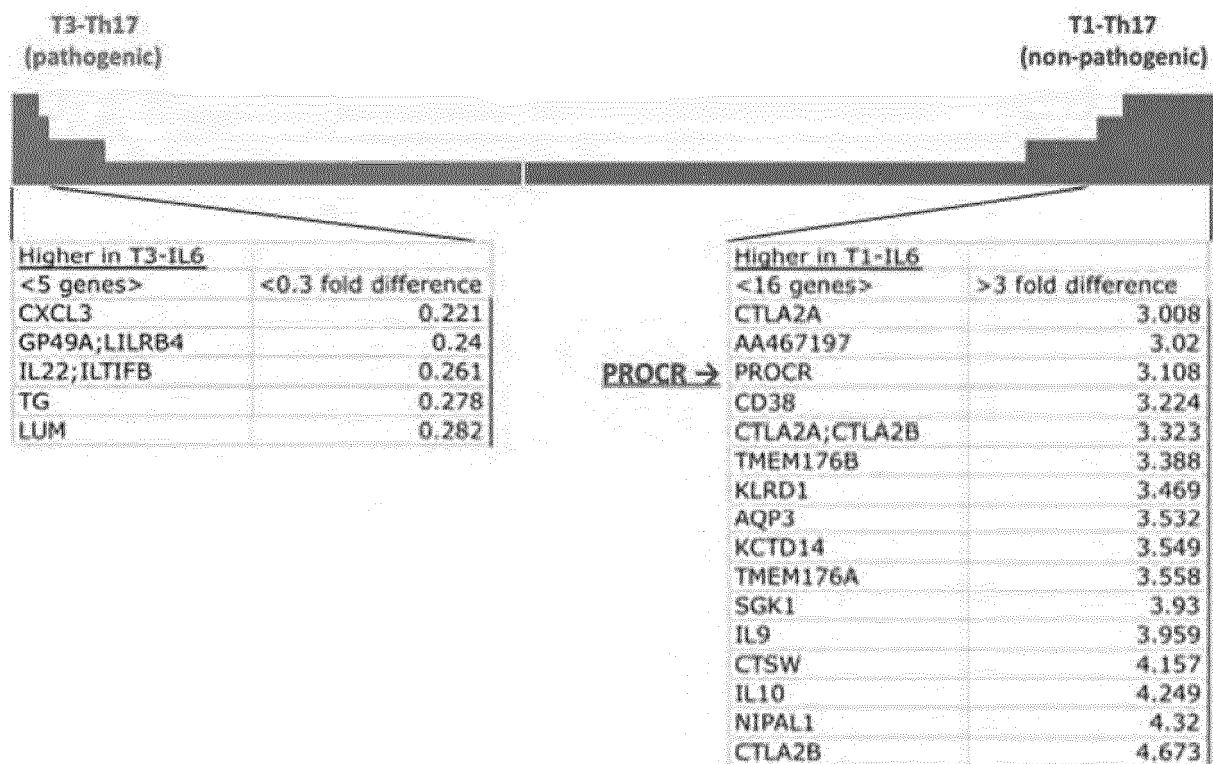 T3-Th17
(pathogenic)
T1-Th17
(non-pathogenic)
Higher in T3-IL6
<5 genes> <0.3 fold difference
CXCL3 0.221
GP49A;LILRB4 0.24
IL22;ILTIFB 0.261
TG 0.278
LUM 0.282
PROCR →
Higher in T1-IL6
<16 genes> >3 fold difference
CTLA2A 3.008
AA467197 3.02
PROCR 3.108
CD38 3.224
CTLA2A;CTLA2B 3.323
TMEM176B 3.388
KLRD1 3.469
AQP3 3.532
KCTD14 3.549
TMEM176A 3.558
SGK1 3.93
IL9 3.959
CTSW 4.157
IL10 4.249
NIPAL1 4.32
CTLA2B 4.673